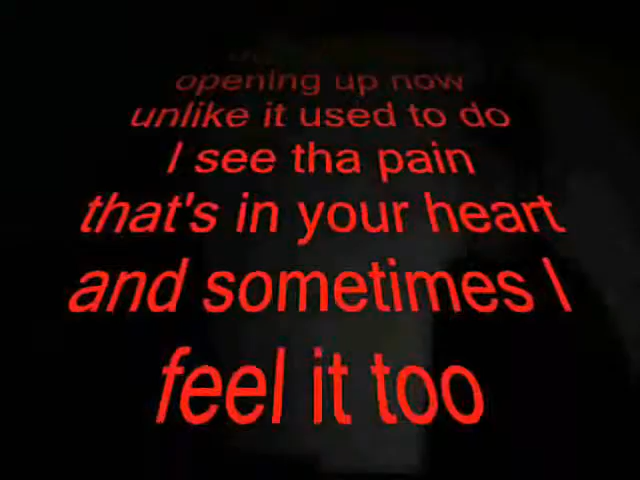 opening up now
unlike it used to do
I see tha pain
that's in your heart
and sometimes I
feel it too